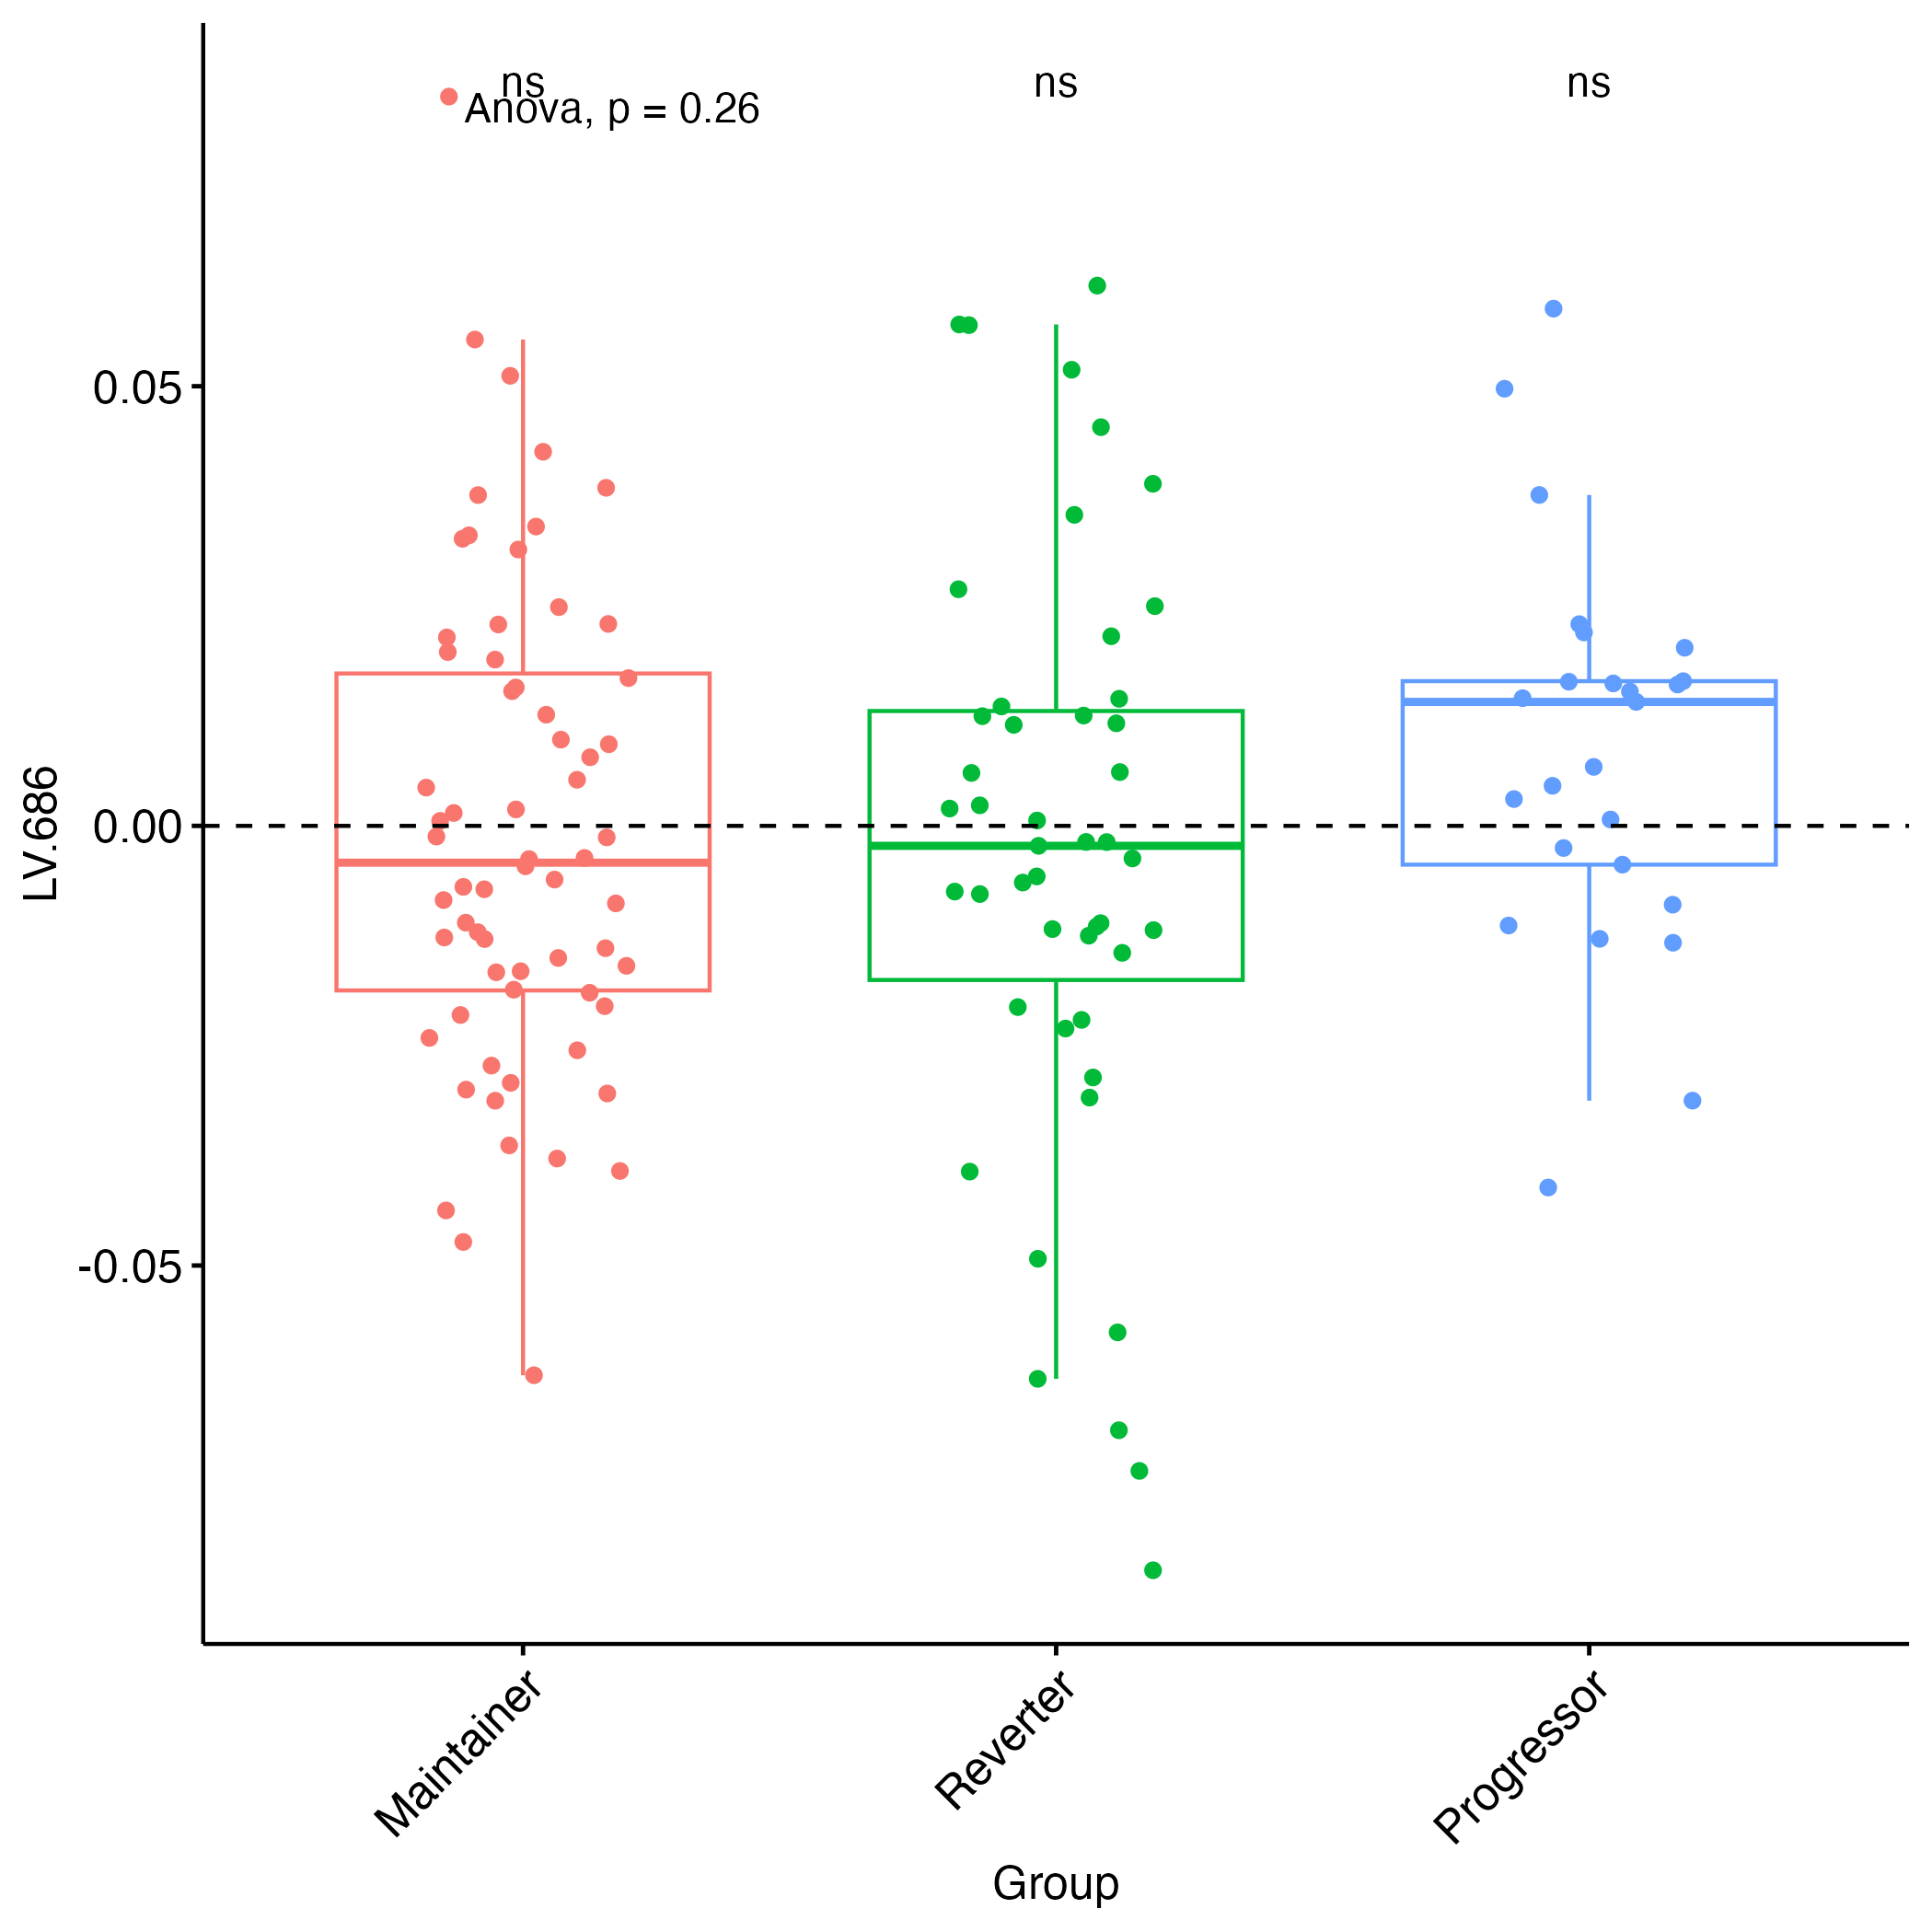 ns
ns
ns
Anova, p = 0.26
0.05
0.00
-0.05
LV.686
Maintainer
Reverter
Progressor
Group